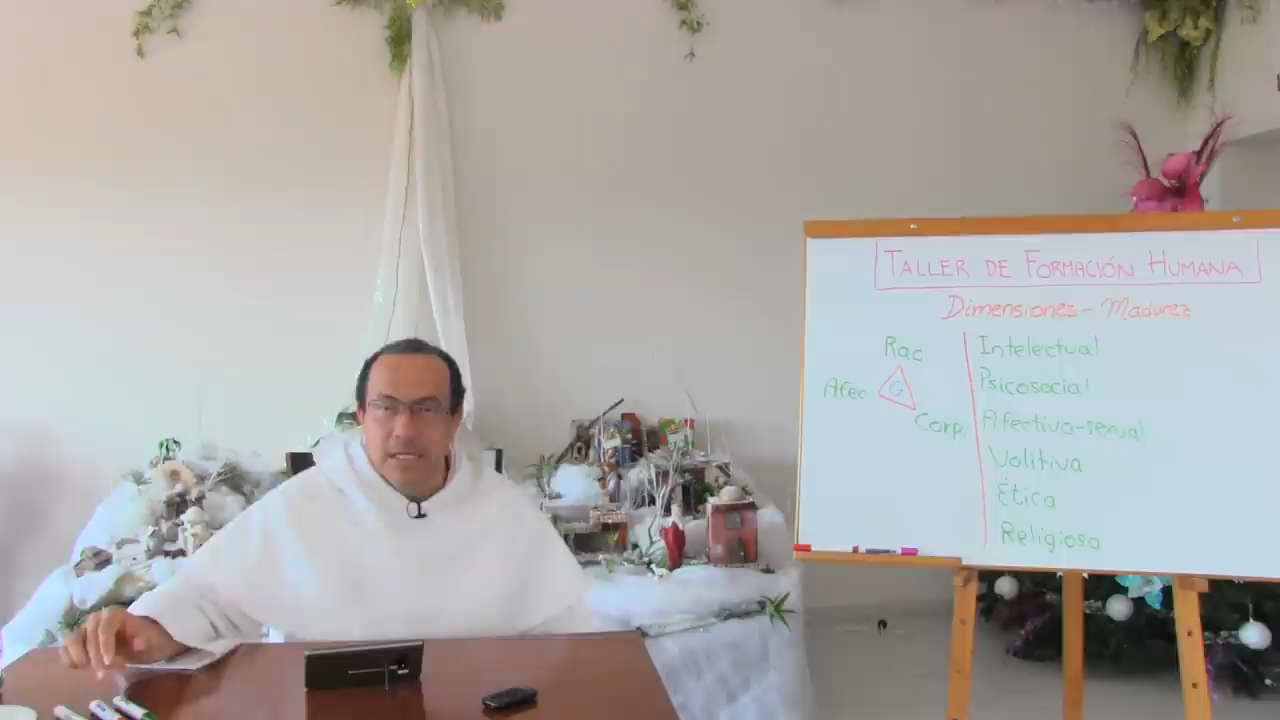 TALLER DE FORMACIÓN HUMANA
Dimensiones - Madurez
Rac
Afec
G
Corp.
Intelectual
Psicosocial
Afectivo-sexual
Volitiva
Ética
Religiosa